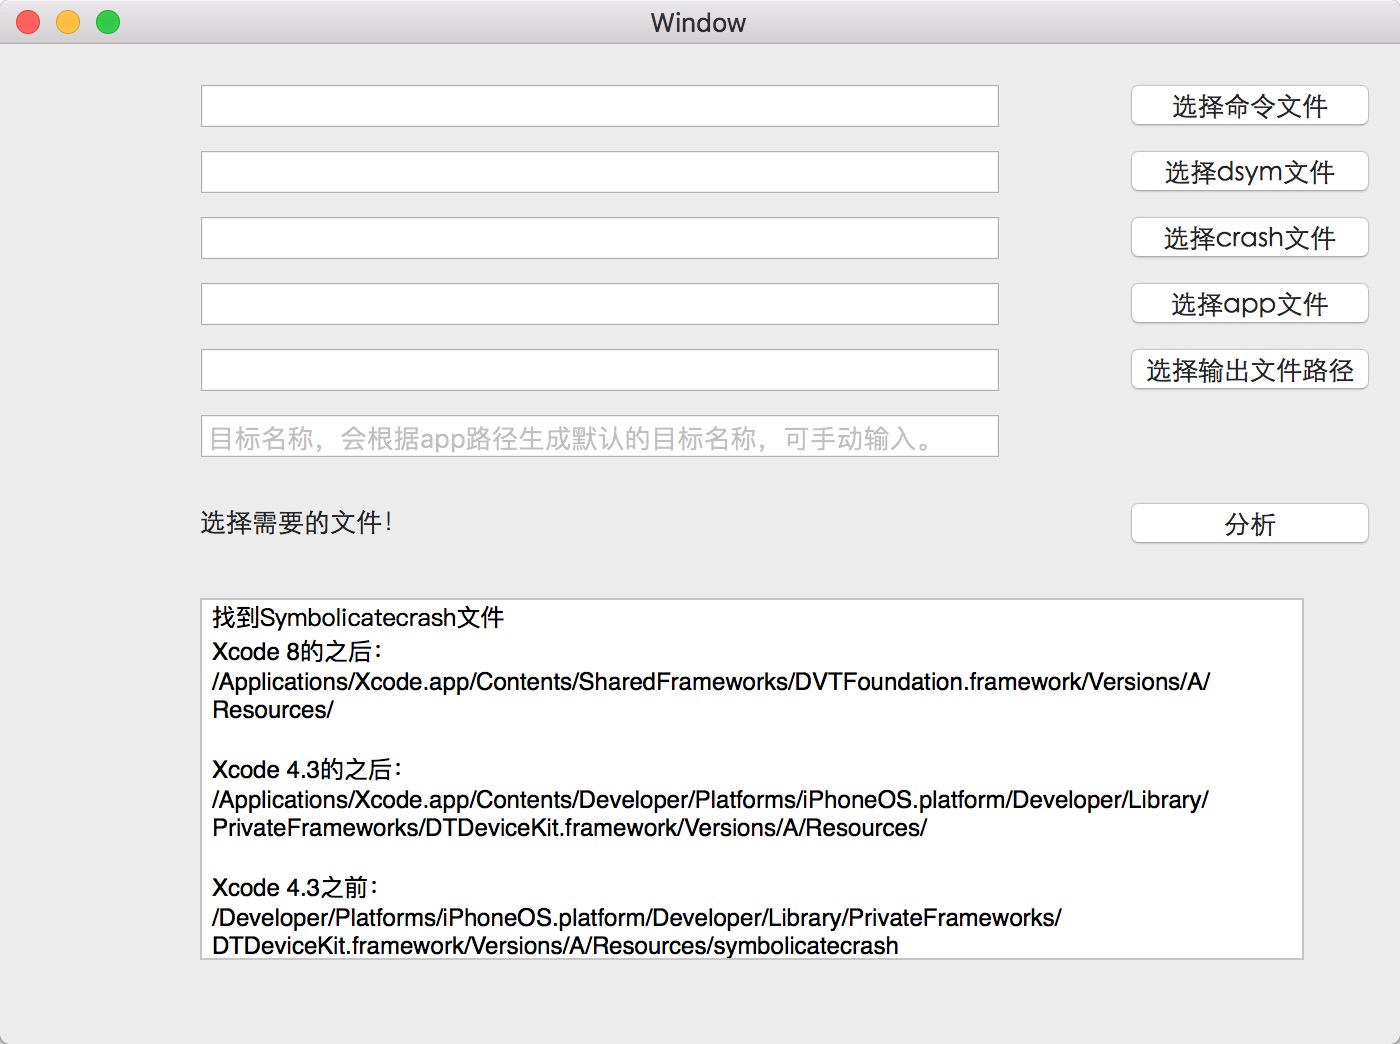 Window
选择命令文件
选择dsym文件
选择crash文件
选择app文件
选择输出文件路径
目标名称，会根据app路径生成默认的目标名称，可手动输入。
选择需要的文件！
分析
找到Symbolicatecrash文件
Xcode 8的之后：
/Applications/Xcode.app/Contents/SharedFrameworks/DVTFoundation.framework/Versions/A/
Resources/
Xcode 4.3的之后：
/Applications/Xcode.app/Contents/Developer/Platforms/iPhoneOS.platform/Developer/Library/
PrivateFrameworks/DTDeviceKit.framework/Versions/A/Resources/
Xcode 4.3之前：
/Developer/Platforms/iPhoneOS.platform/Developer/Library/PrivateFrameworks/
DTDeviceKit.framework/Versions/A/Resources/symbolicatecrash